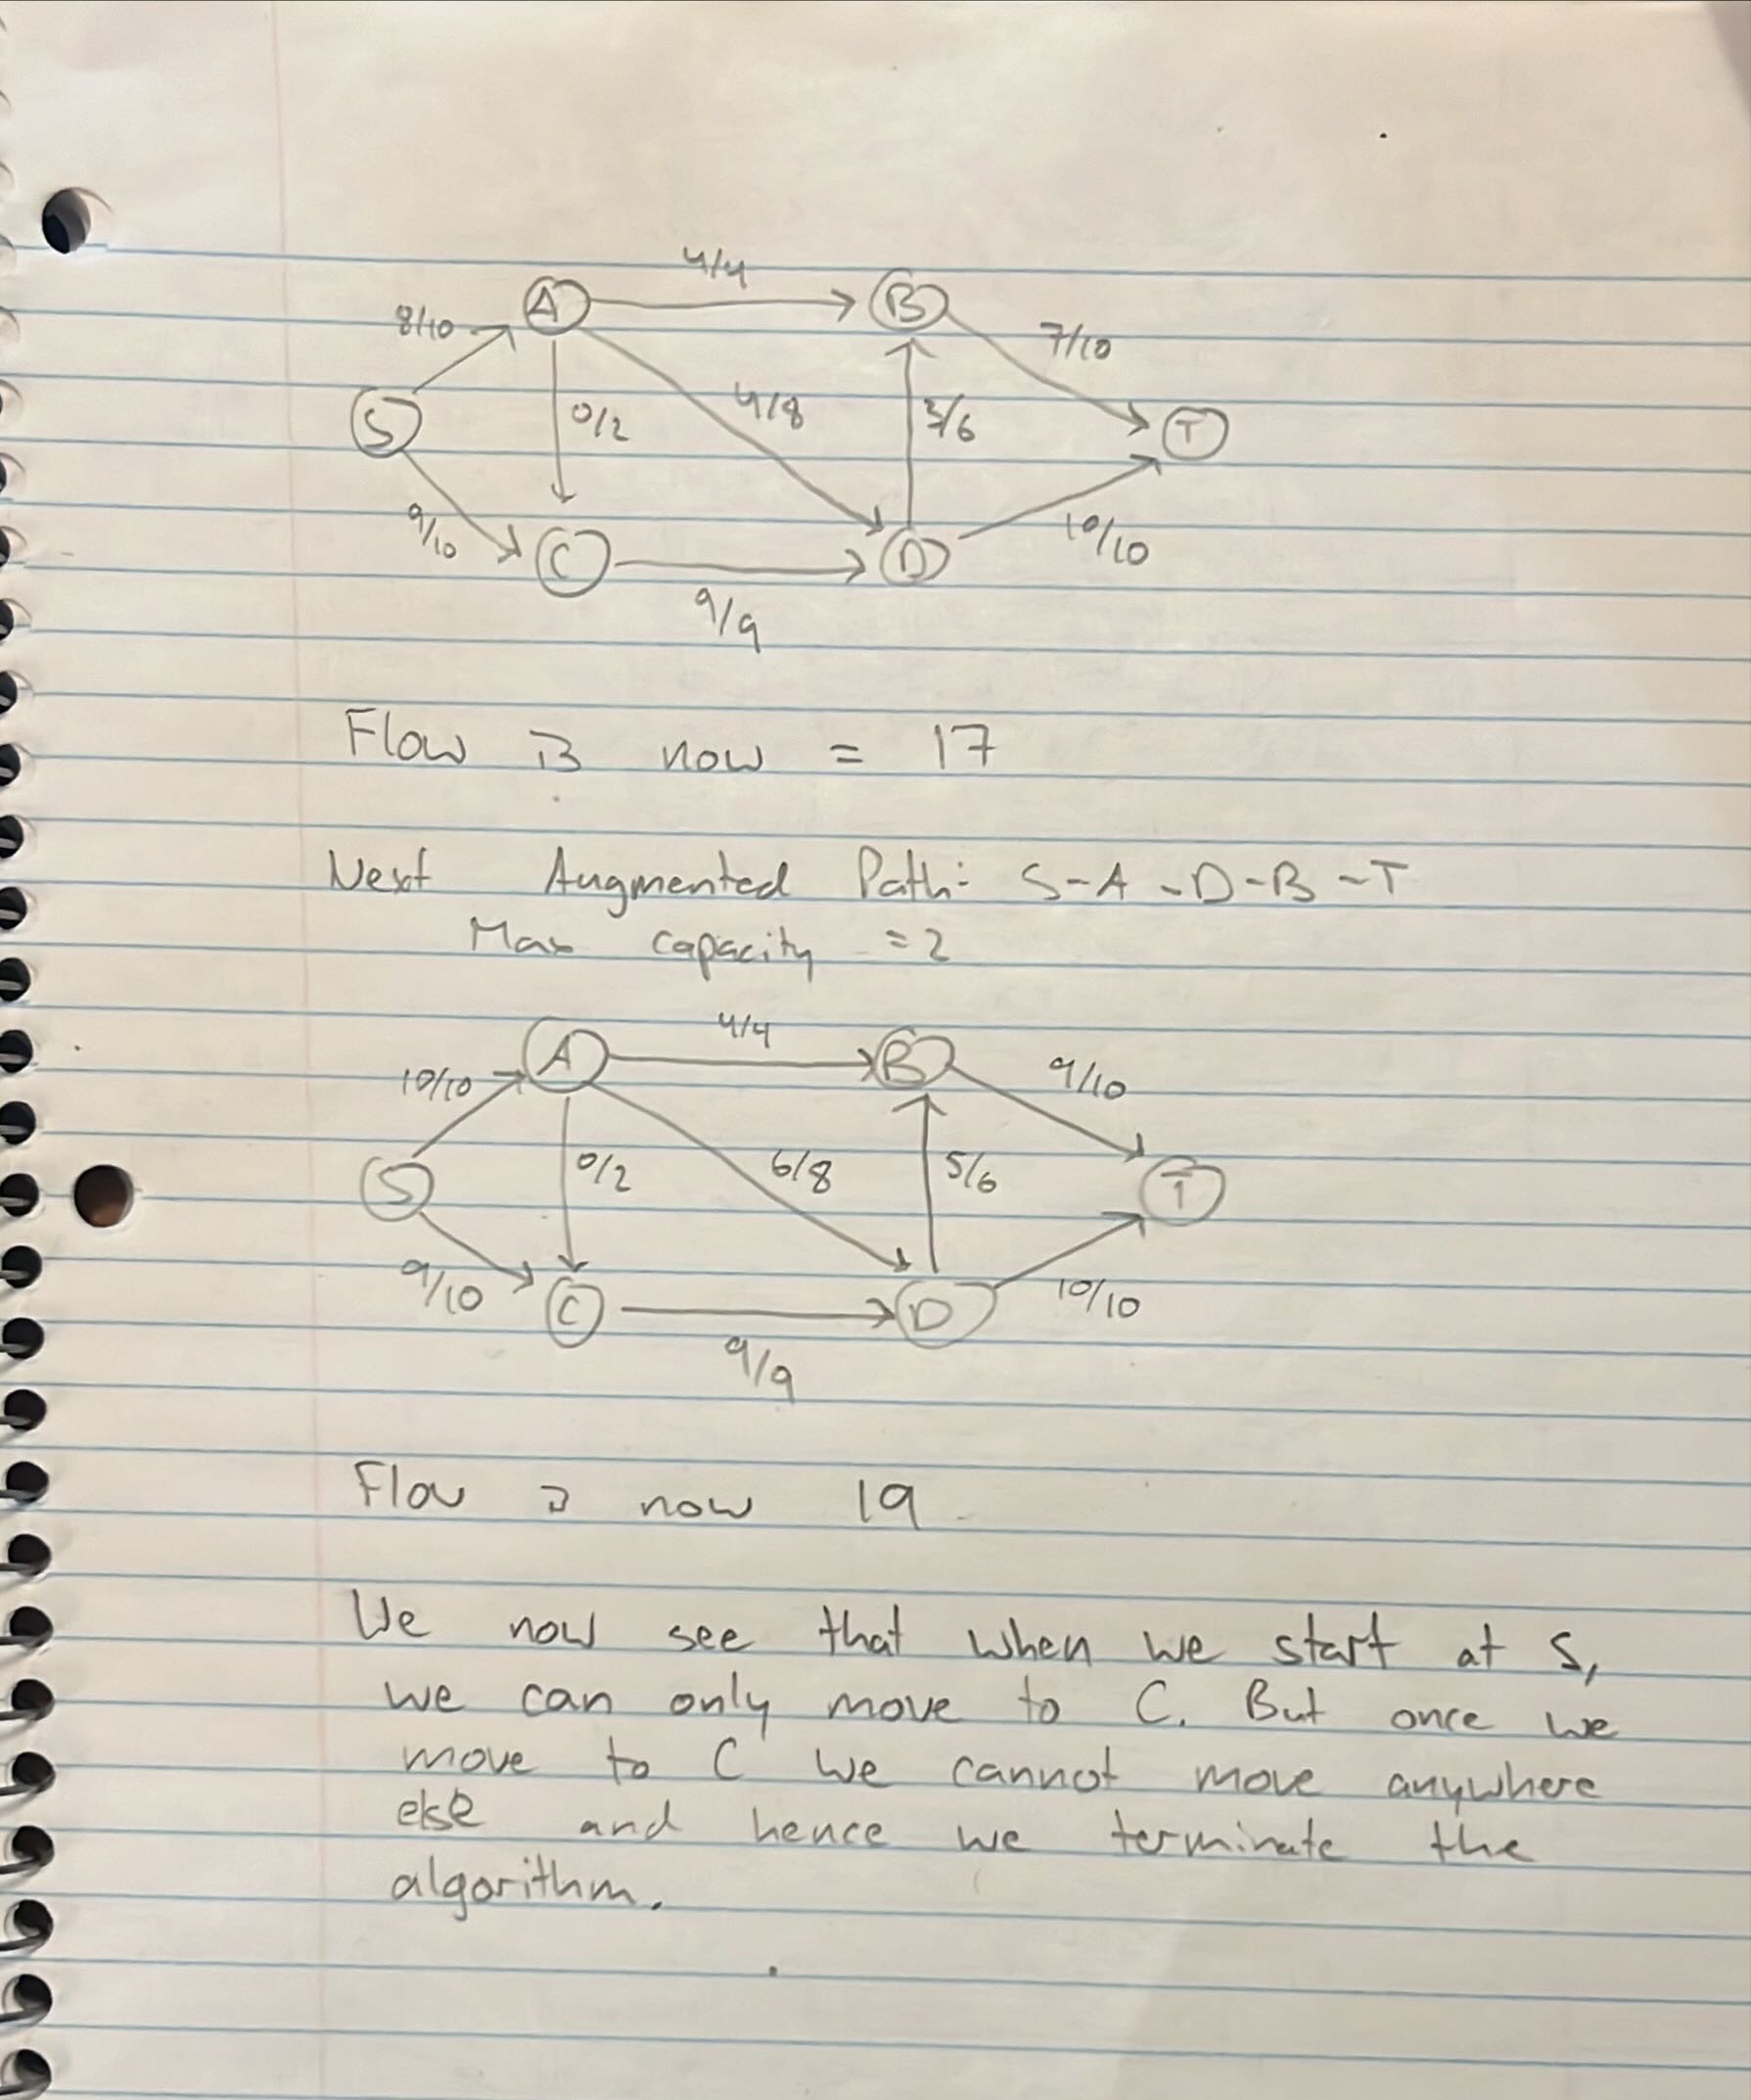 4/4
A
B
8/10
7/10
S
0/2
4/8
3/6
T
9/10
C
D
10/10
9/9
Flow is now = 17
Next Augmented Path: S-A-D-B-T
Max capacity = 2
4/4
A
B
10/10
9/10
S
0/2
6/8
5/6
T
9/10
C
D
10/10
9/9
Flow is now 19
We now see that when we start at S,
we can only move to C. But once we
move to C we cannot move anywhere
else and hence we terminate the
algorithm.